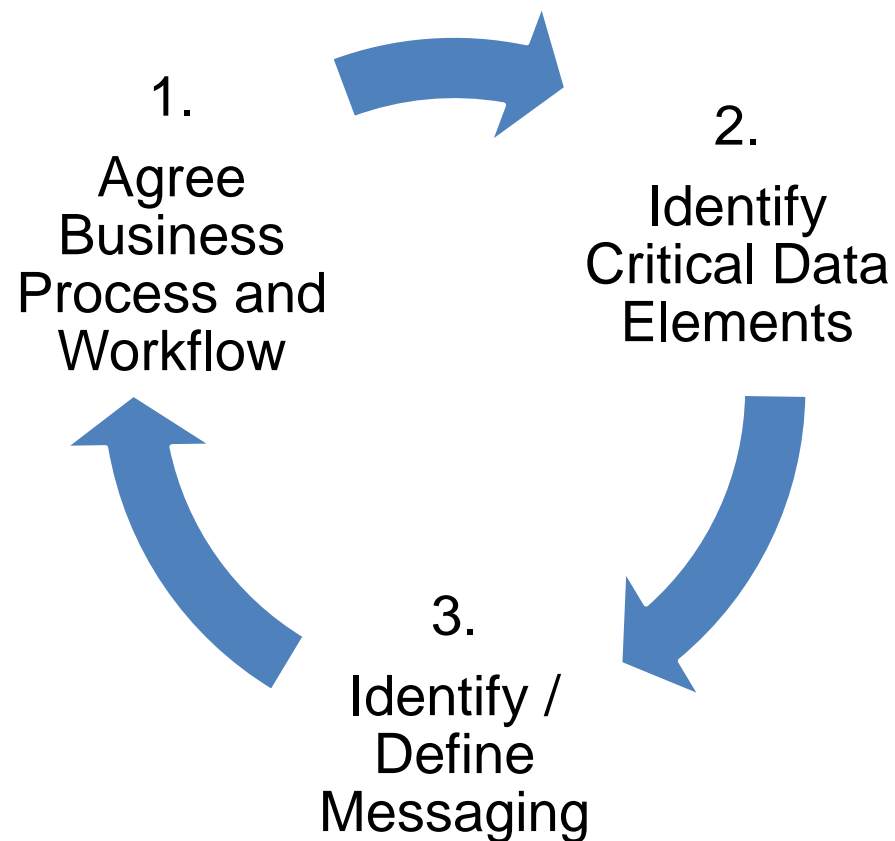 1.
Agree
Business
Process and
Workflow
2.
Identify
Critical Data
Elements
3.
Identify /
Define
Messaging